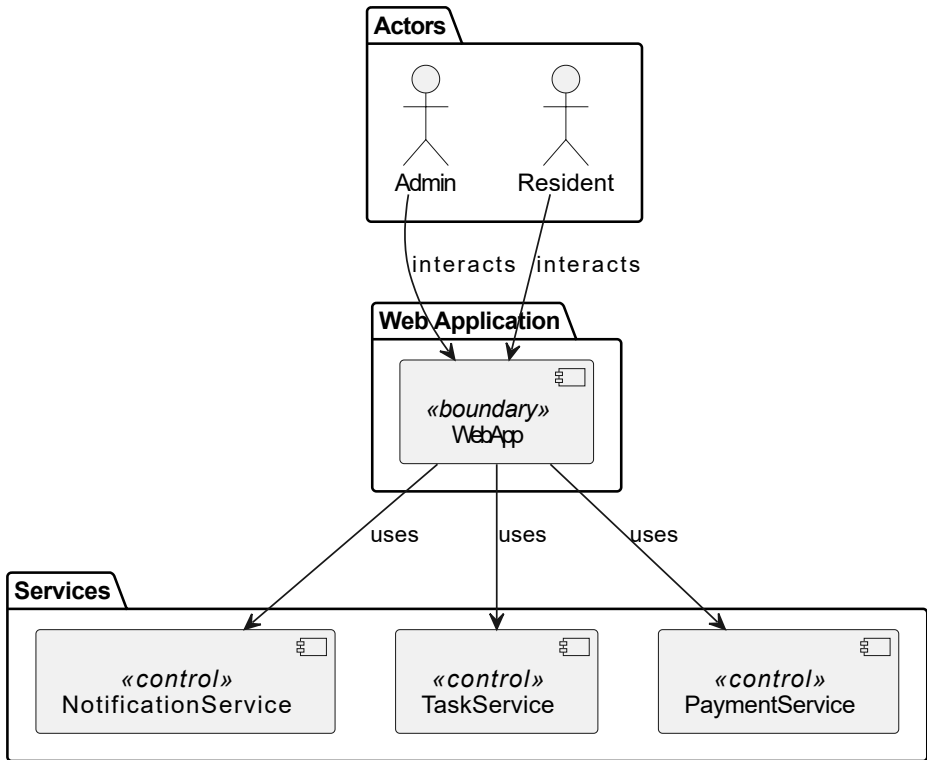 Actors
Admin
Resident
interacts
interacts
Web Application
«boundary»
WebApp
uses
uses
uses
Services
«control»
NotificationService
«control»
TaskService
«control»
PaymentService